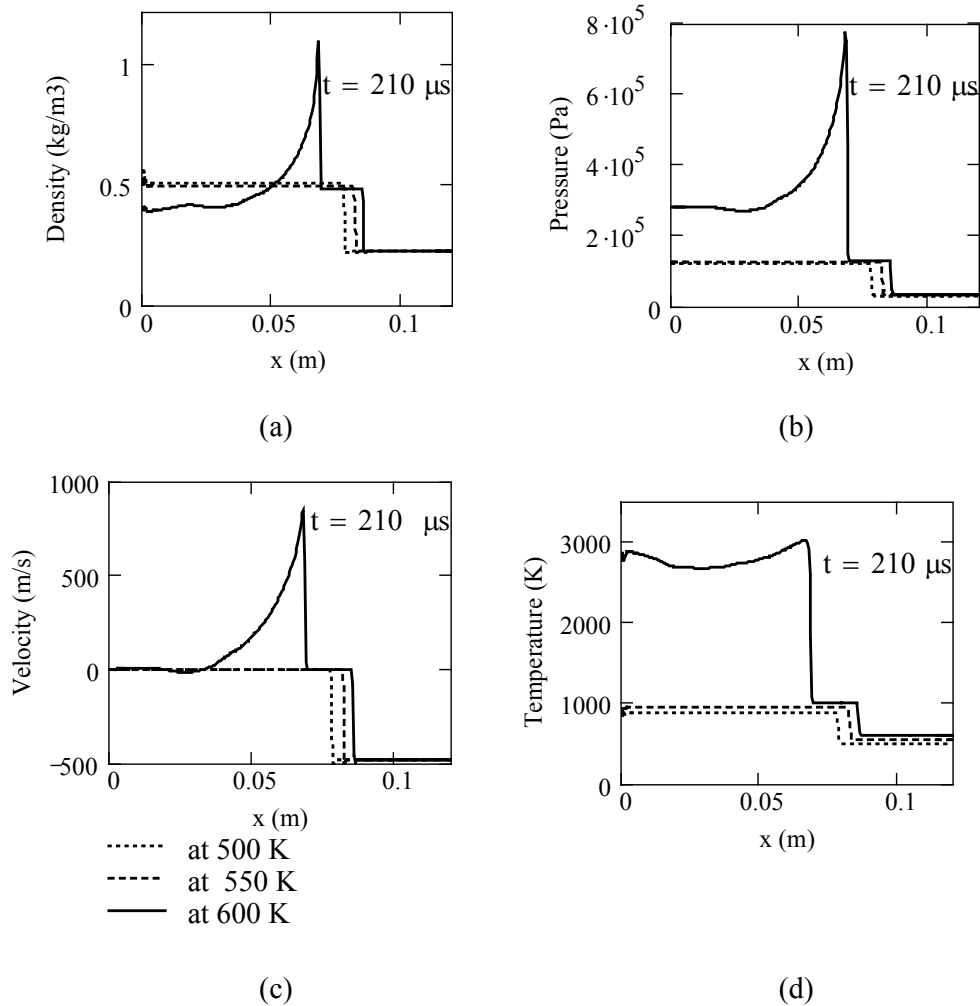 1
0.5
0
Density (kg/m3)
t = 210 μs
0 0.05 0.1
x (m)
(a)
8·10⁵
6·10⁵
4·10⁵
2·10⁵
0
Pressure (Pa)
t = 210 μs
0 0.05 0.1
x (m)
(b)
1000
500
0
−500
Velocity (m/s)
t = 210 μs
0 0.05 0.1
x (m)
at 500 K
at 550 K
at 600 K
(c)
3000
2000
1000
0
Temperature (K)
t = 210 μs
0 0.05 0.1
x (m)
(d)